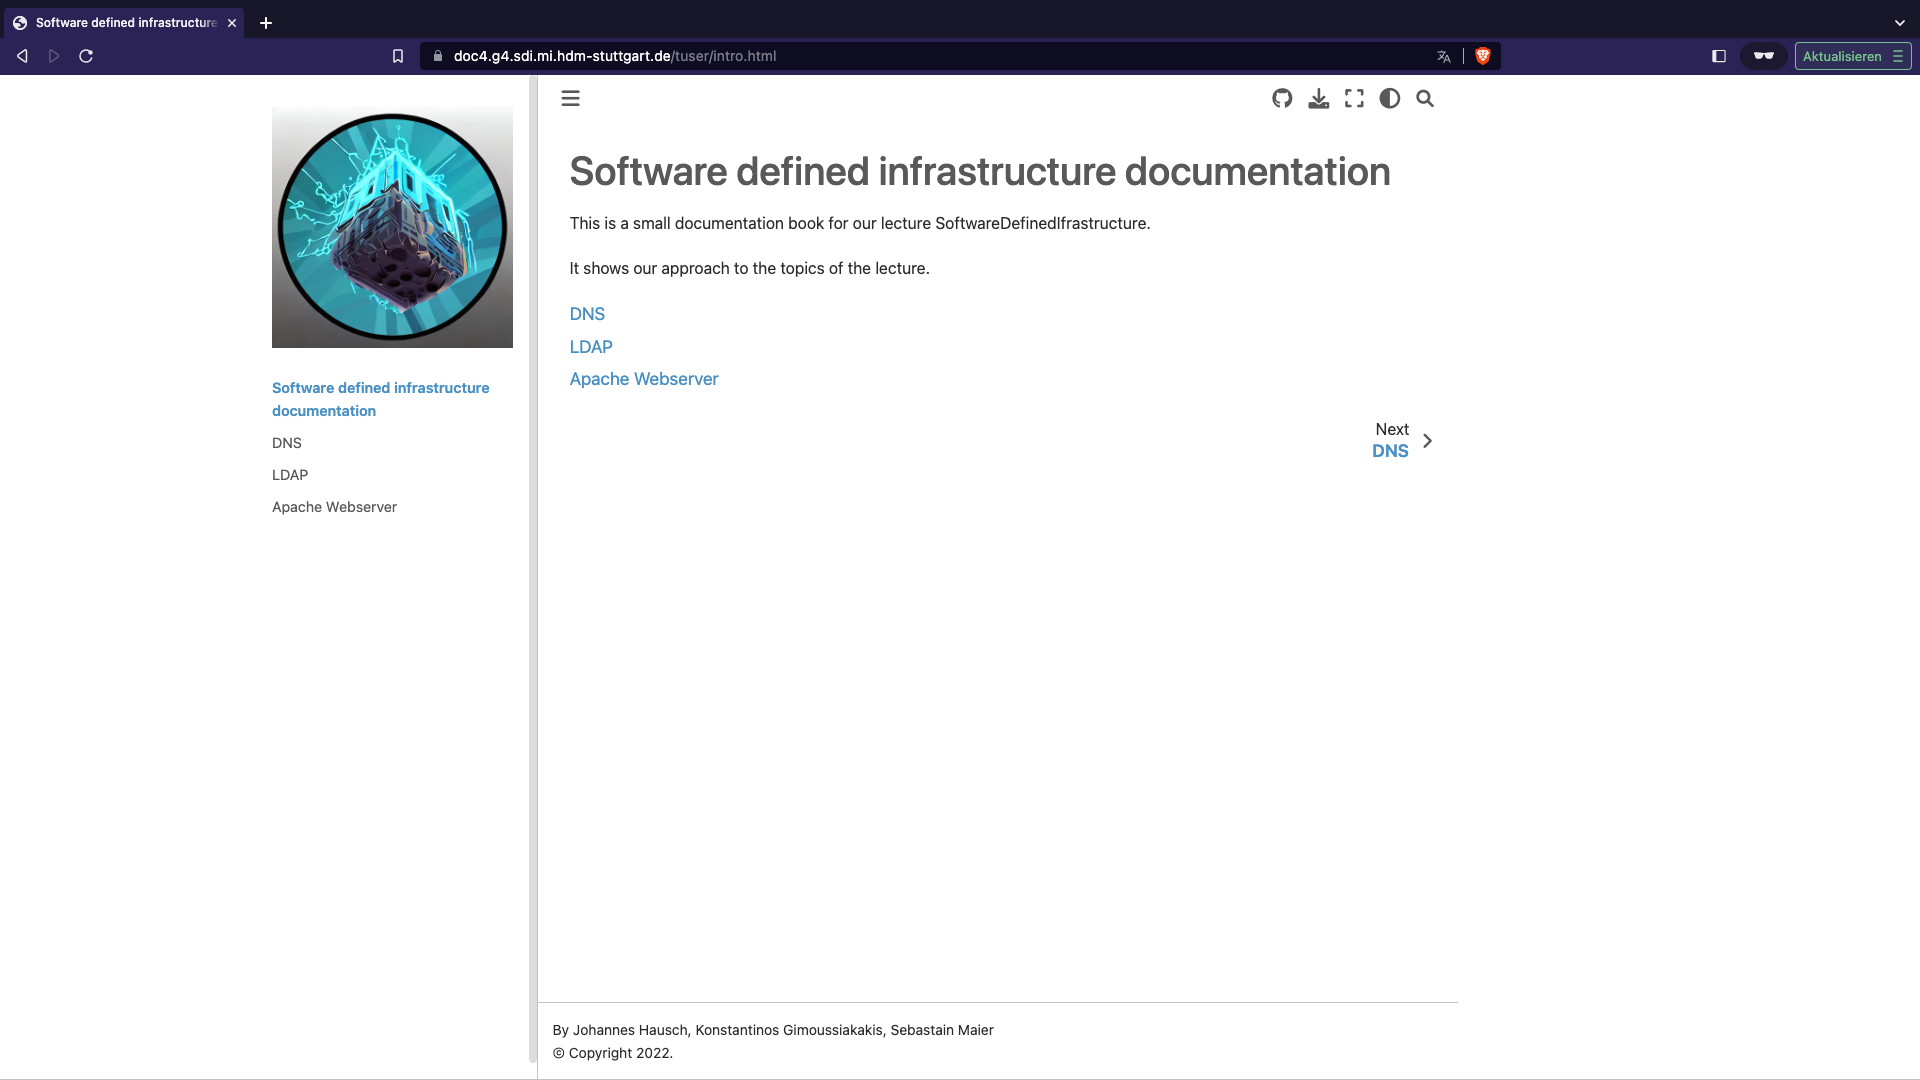 Software defined infrastructure
doc4.g4.sdi.mi.hdm-stuttgart.de/tuser/intro.html
Aktualisieren
Software defined infrastructure
documentation
DNS
LDAP
Apache Webserver
Software defined infrastructure documentation
This is a small documentation book for our lecture SoftwareDefinedIfrastructure.
It shows our approach to the topics of the lecture.
DNS
LDAP
Apache Webserver
Next
DNS
By Johannes Hausch, Konstantinos Gimoussiakakis, Sebastain Maier
© Copyright 2022.